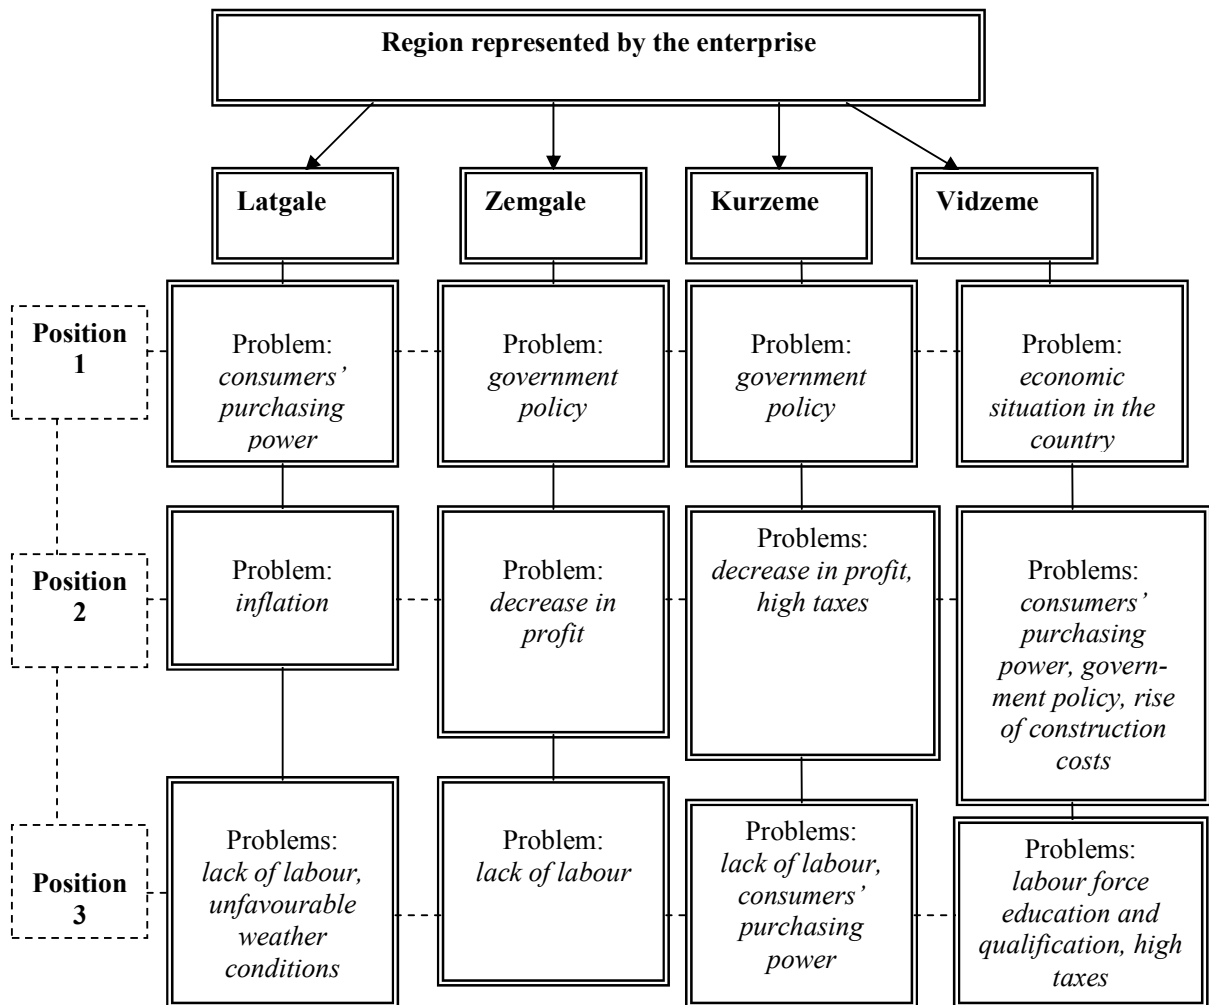 Region represented by the enterprise
Latgale
Zemgale
Kurzeme
Vidzeme
Position
1
Problem:
consumers’
purchasing
power
Problem:
government
policy
Problem:
government
policy
Problem:
economic
situation in the
country
Position
2
Problem:
inflation
Problem:
decrease in
profit
Problems:
decrease in profit,
high taxes
Problems:
consumers’
purchasing
power, govern-
ment policy, rise
of construction
costs
Position
3
Problems:
lack of labour,
unfavourable
weather
conditions
Problem:
lack of labour
Problems:
lack of labour,
consumers’
purchasing
power
Problems:
labour force
education and
qualification, high
taxes